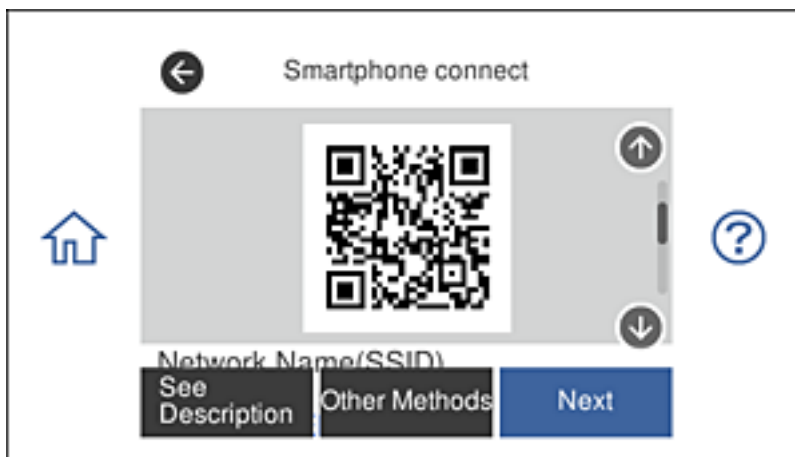 Smartphone connect
Network Name(SSID)
See
Description
Other Methods
Next
?